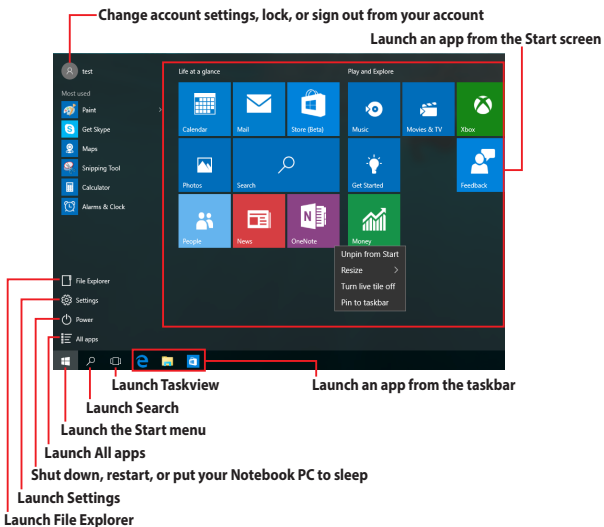 Change account settings, lock, or sign out from your account
Launch an app from the Start screen
test
Life at a glance
Play and Explore
Most used
Paint
Get Skype
Maps
Snipping Tool
Calculator
Alarms & Clock
Calendar
Mail
Store (Beta)
Music
Movies & TV
Xbox
Photos
Search
Get Started
Feedback
People
News
OneNote
Money
Unpin from Start
Resize
Turn live tile off
Pin to taskbar
File Explorer
Settings
Power
All apps
Launch Taskview
Launch an app from the taskbar
Launch Search
Launch the Start menu
Launch All apps
Shut down, restart, or put your Notebook PC to sleep
Launch Settings
Launch File Explorer